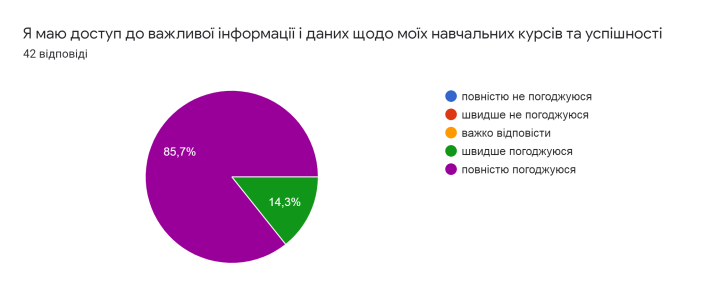 Я маю доступ до важливої інформації і даних щодо моїх навчальних курсів та успішності
42 відповіді
повністю не погоджуюся
швидше не погоджуюся
важко відповісти
швидше погоджуюся
повністю погоджуюся
85,7%
14,3%